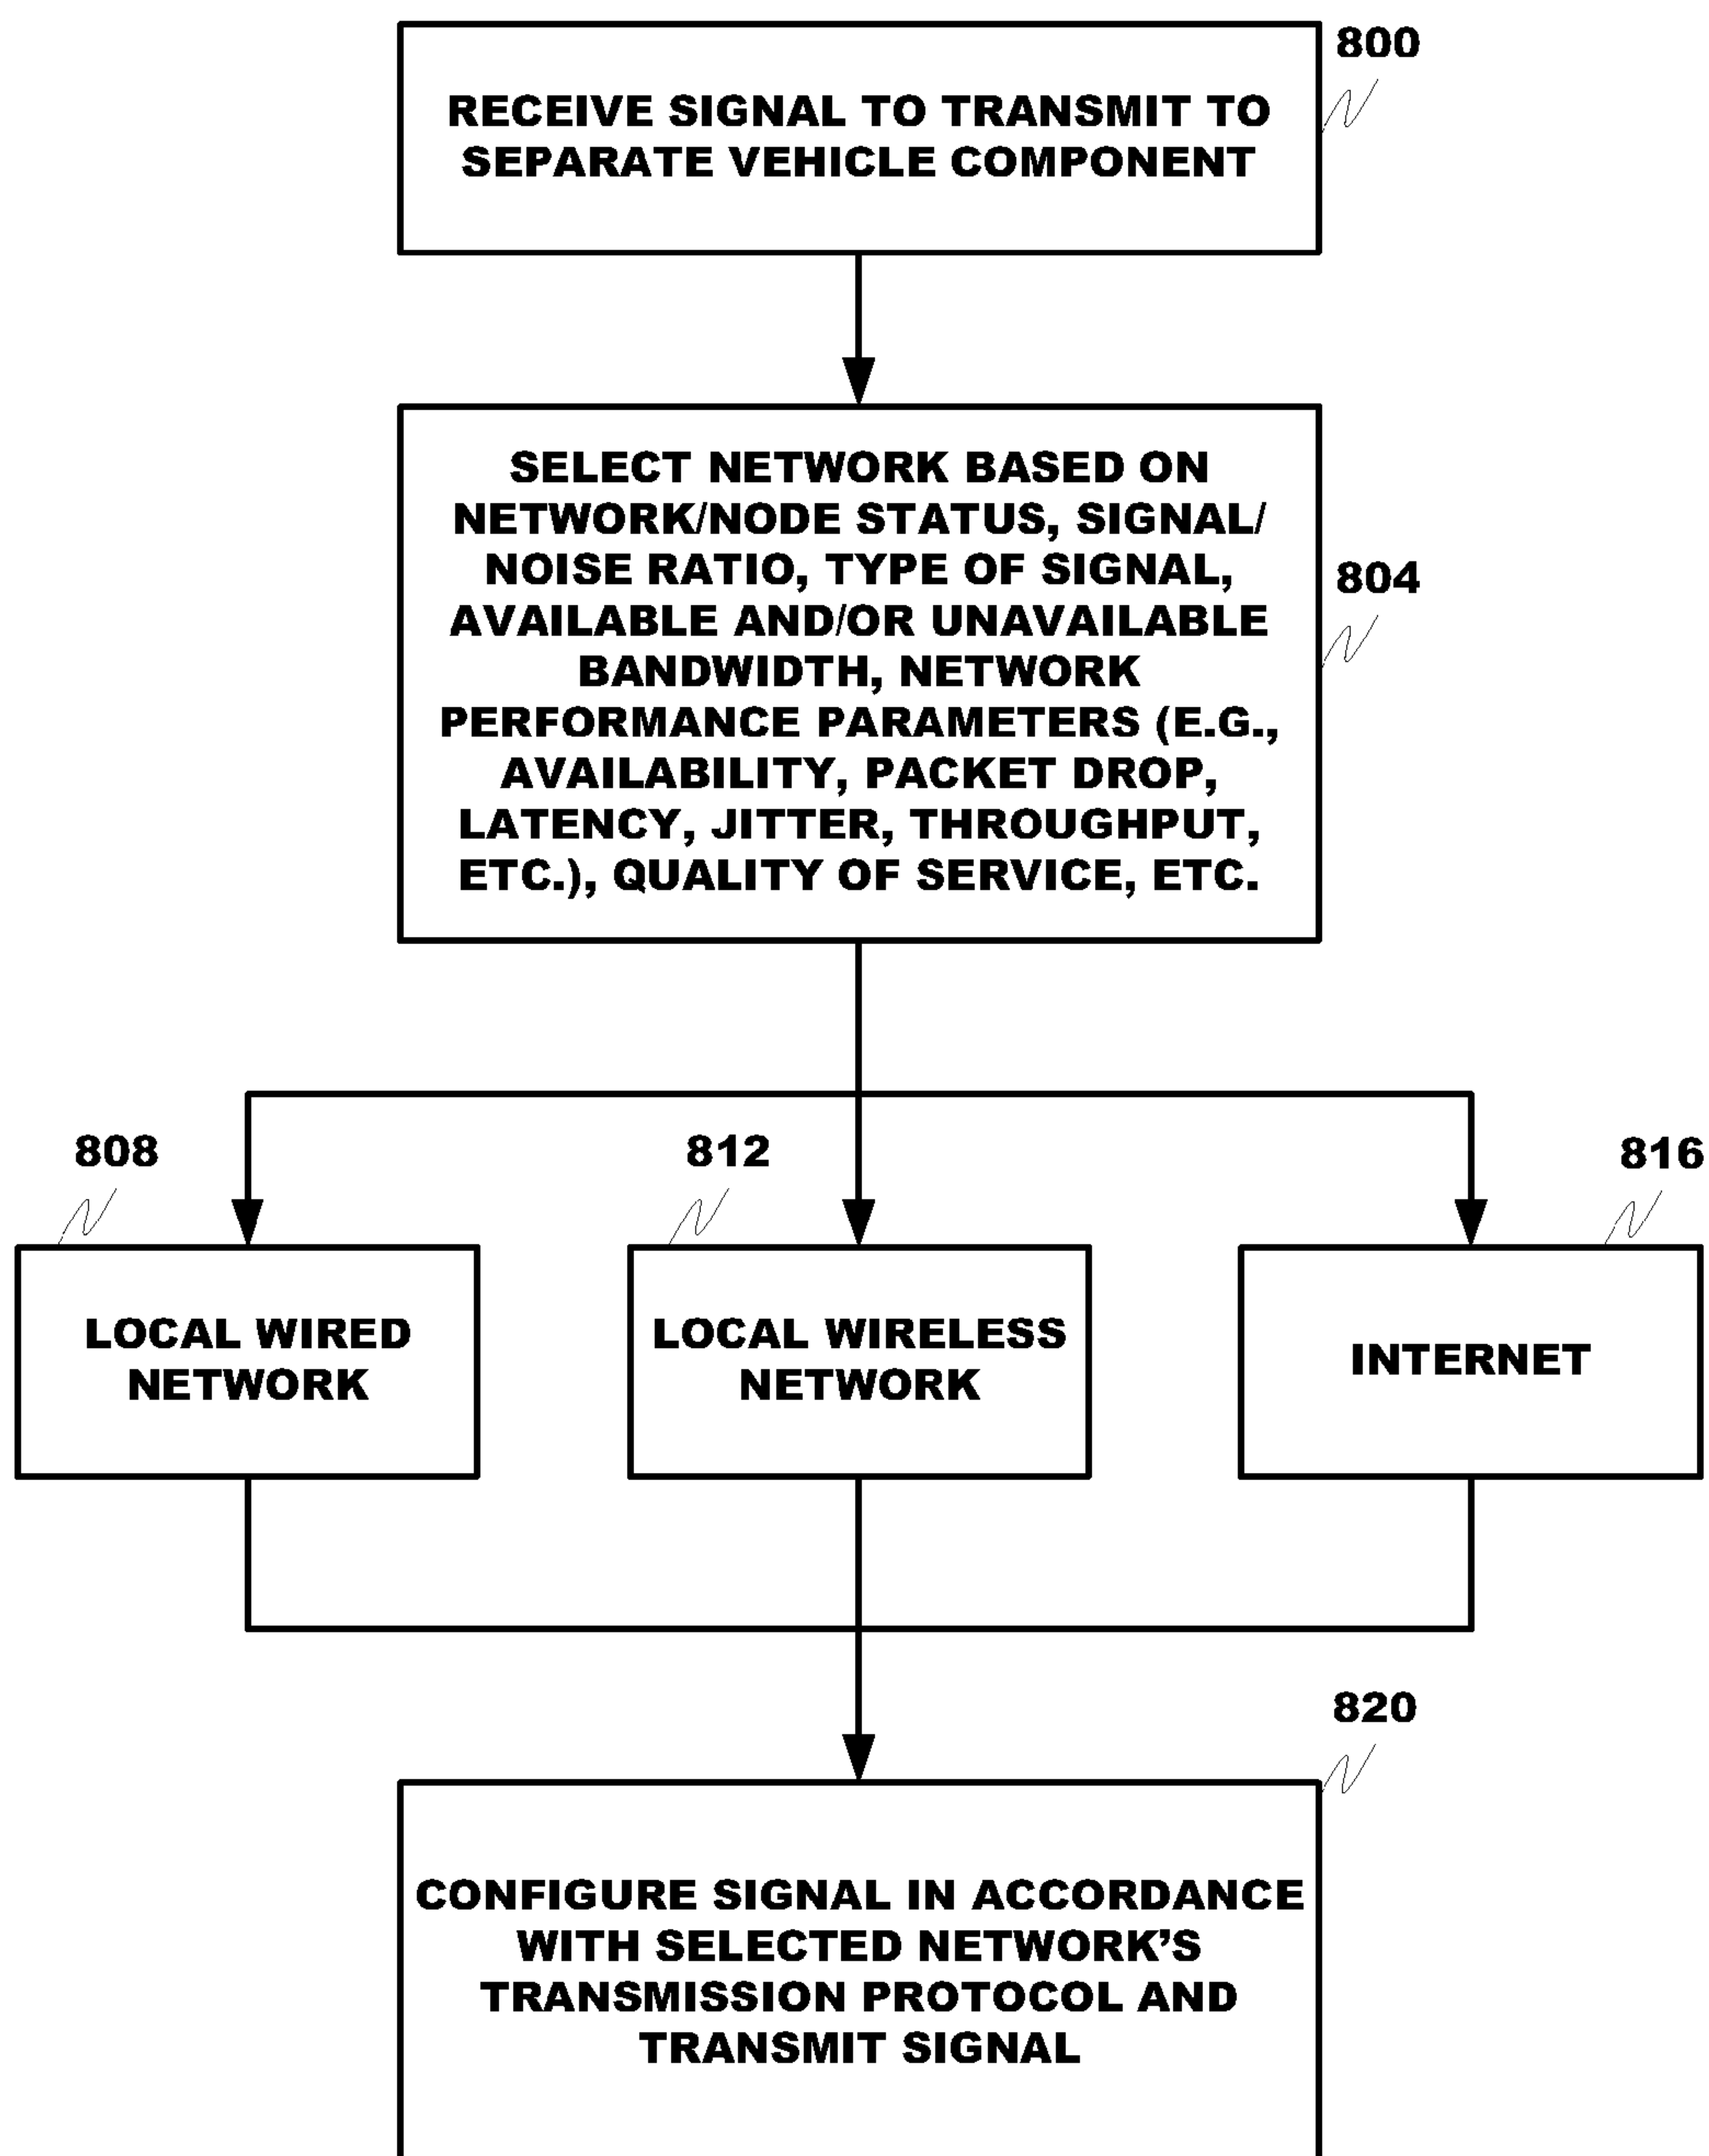 800
RECEIVE SIGNAL TO TRANSMIT TO
SEPARATE VEHICLE COMPONENT
SELECT NETWORK BASED ON
NETWORK/NODE STATUS, SIGNAL/
NOISE RATIO, TYPE OF SIGNAL,
AVAILABLE AND/OR UNAVAILABLE
BANDWIDTH, NETWORK
PERFORMANCE PARAMETERS (E.G.,
AVAILABILITY, PACKET DROP,
LATENCY, JITTER, THROUGHPUT,
ETC.), QUALITY OF SERVICE, ETC.
804
808
812
816
LOCAL WIRED
NETWORK
LOCAL WIRELESS
NETWORK
INTERNET
820
CONFIGURE SIGNAL IN ACCORDANCE
WITH SELECTED NETWORK’S
TRANSMISSION PROTOCOL AND
TRANSMIT SIGNAL